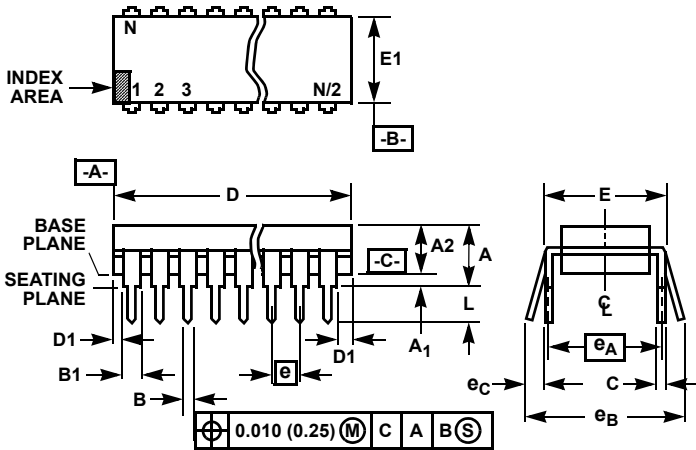 N
E1
INDEX
AREA
1 2 3 N/2
-B-
-A-
D
E
BASE
PLANE
A2
A
-C-
SEATING
PLANE
L
D1
A1
D1
B1
e
B
CL
eA
eC
C
eB
0.010 (0.25) M C A B S